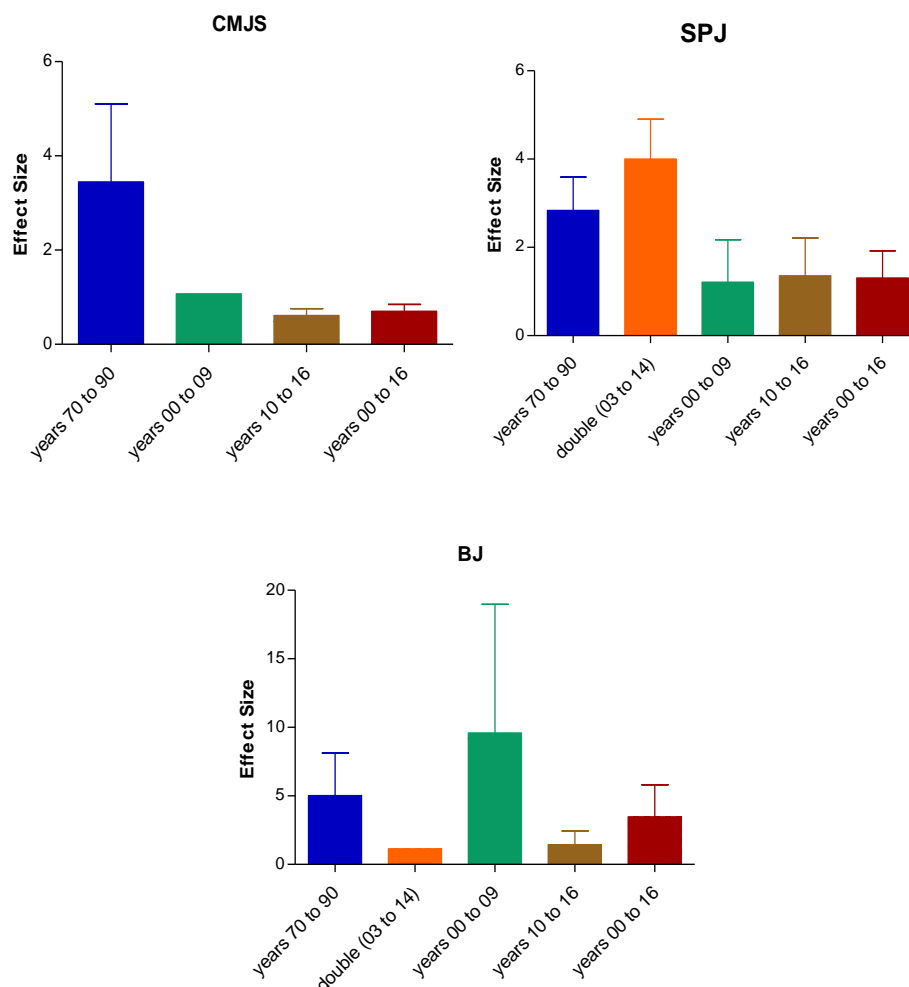 CMJS
Effect Size
6
4
2
0
years 70 to 90
years 00 to 09
years 10 to 16
years 00 to 16
SPJ
Effect Size
6
4
2
0
years 70 to 90
double (03 to 14)
years 00 to 09
years 10 to 16
years 00 to 16
BJ
Effect Size
20
15
10
5
0
years 70 to 90
double (03 to 14)
years 00 to 09
years 10 to 16
years 00 to 16